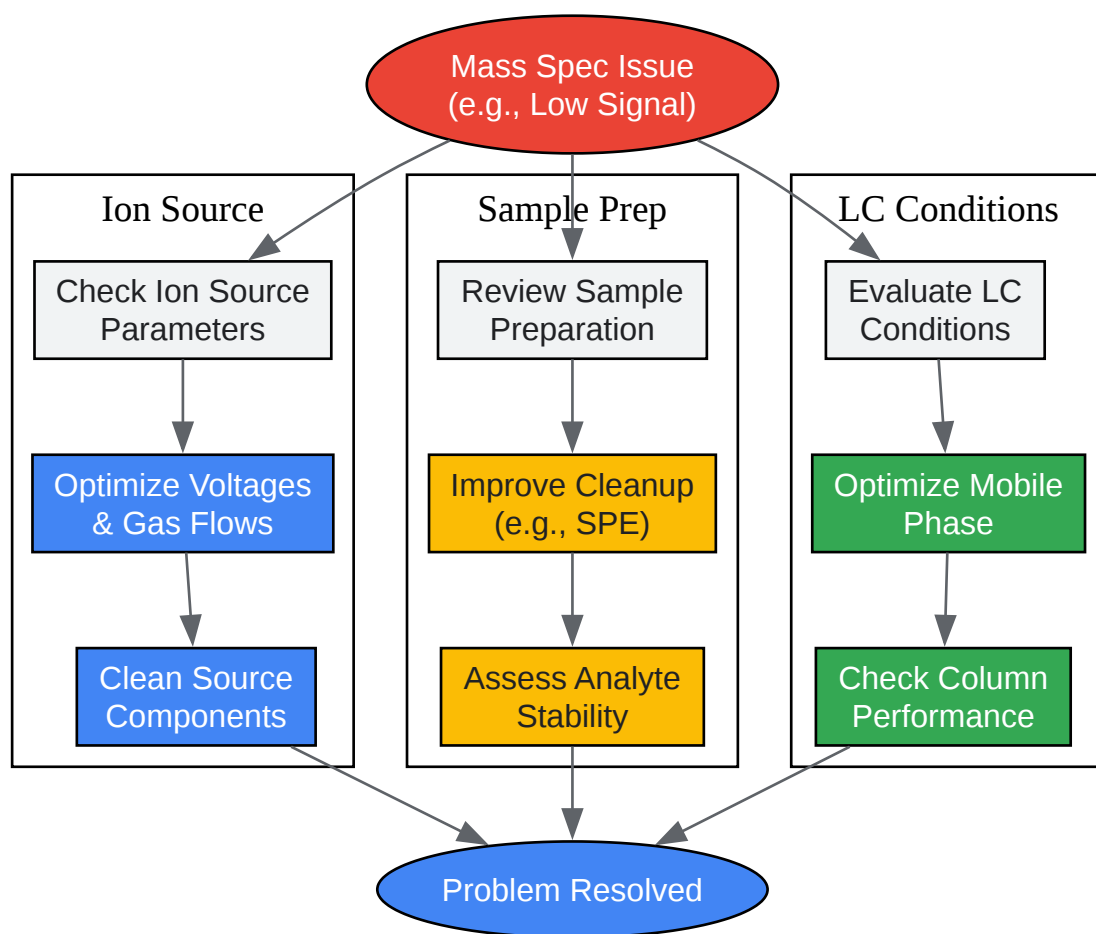 Mass Spec Issue
(e.g., Low Signal)
Ion Source
Check Ion Source
Parameters
Optimize Voltages
& Gas Flows
Clean Source
Components
Sample Prep
Review Sample
Preparation
Improve Cleanup
(e.g., SPE)
Assess Analyte
Stability
LC Conditions
Evaluate LC
Conditions
Optimize Mobile
Phase
Check Column
Performance
Problem Resolved